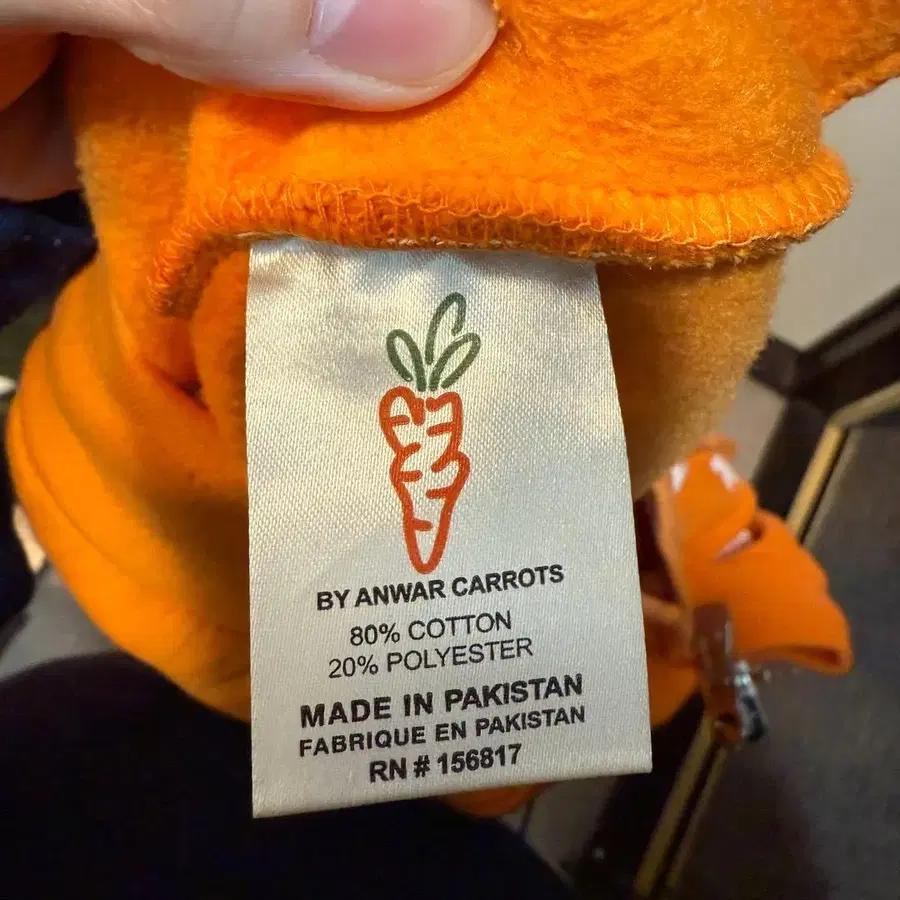 BY ANWAR CARROTS
80% COTTON
20% POLYESTER
MADE IN PAKISTAN
FABRIQUE EN PAKISTAN
RN # 156817